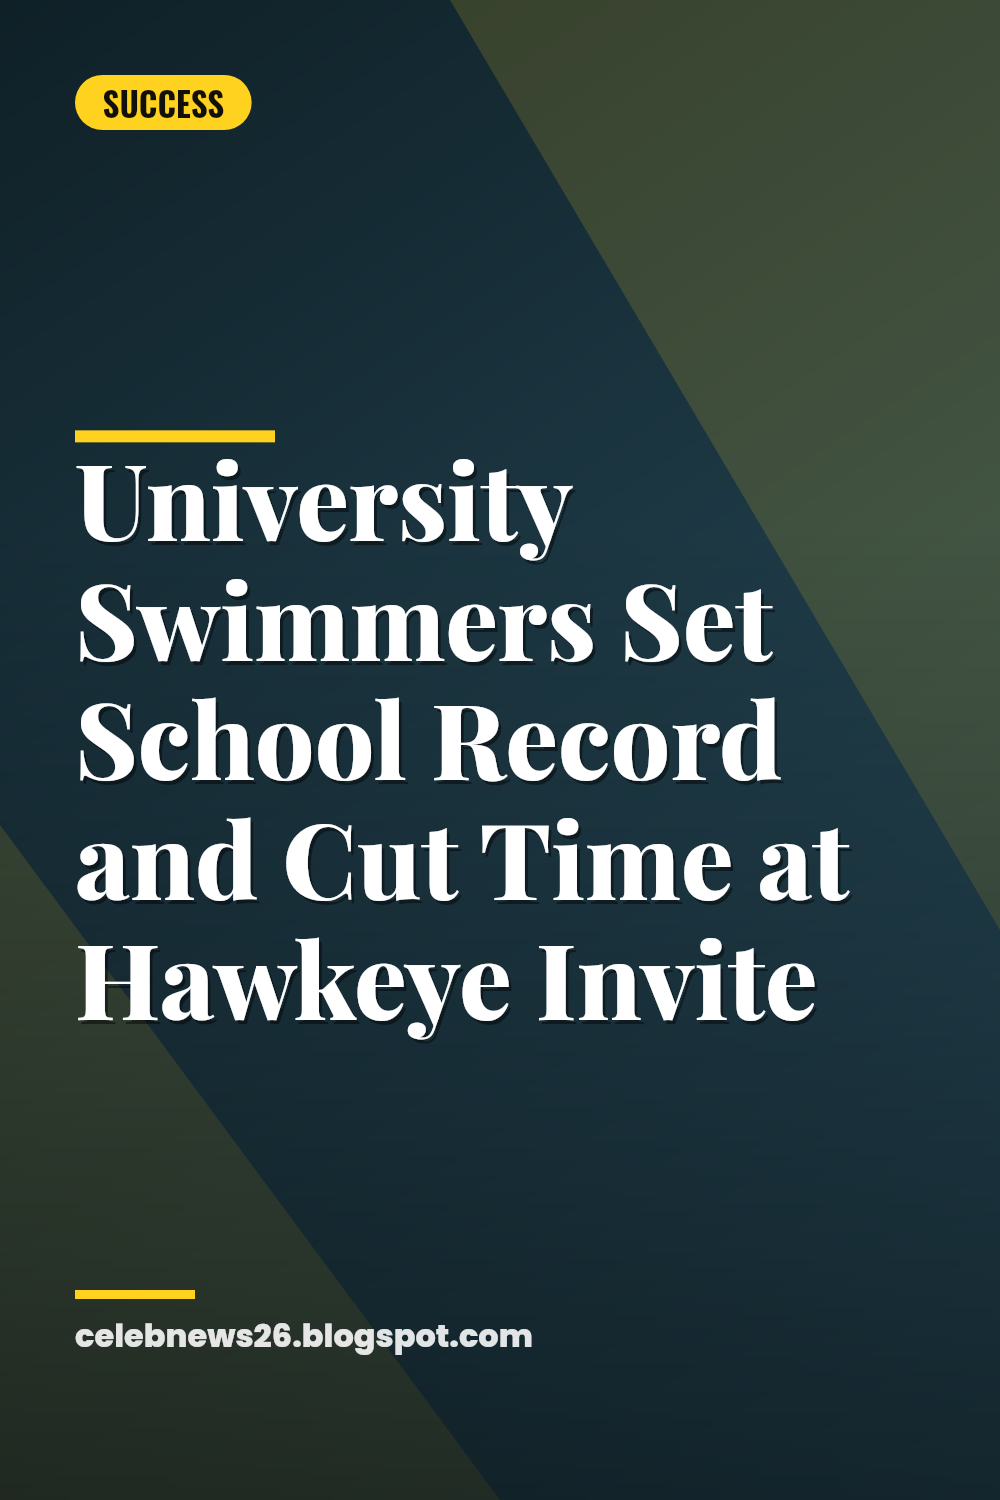 SUCCESS
University
Swimmers Set
School Record
and Cut Time at
Hawkeye Invite
celebnews26.blogspot.com